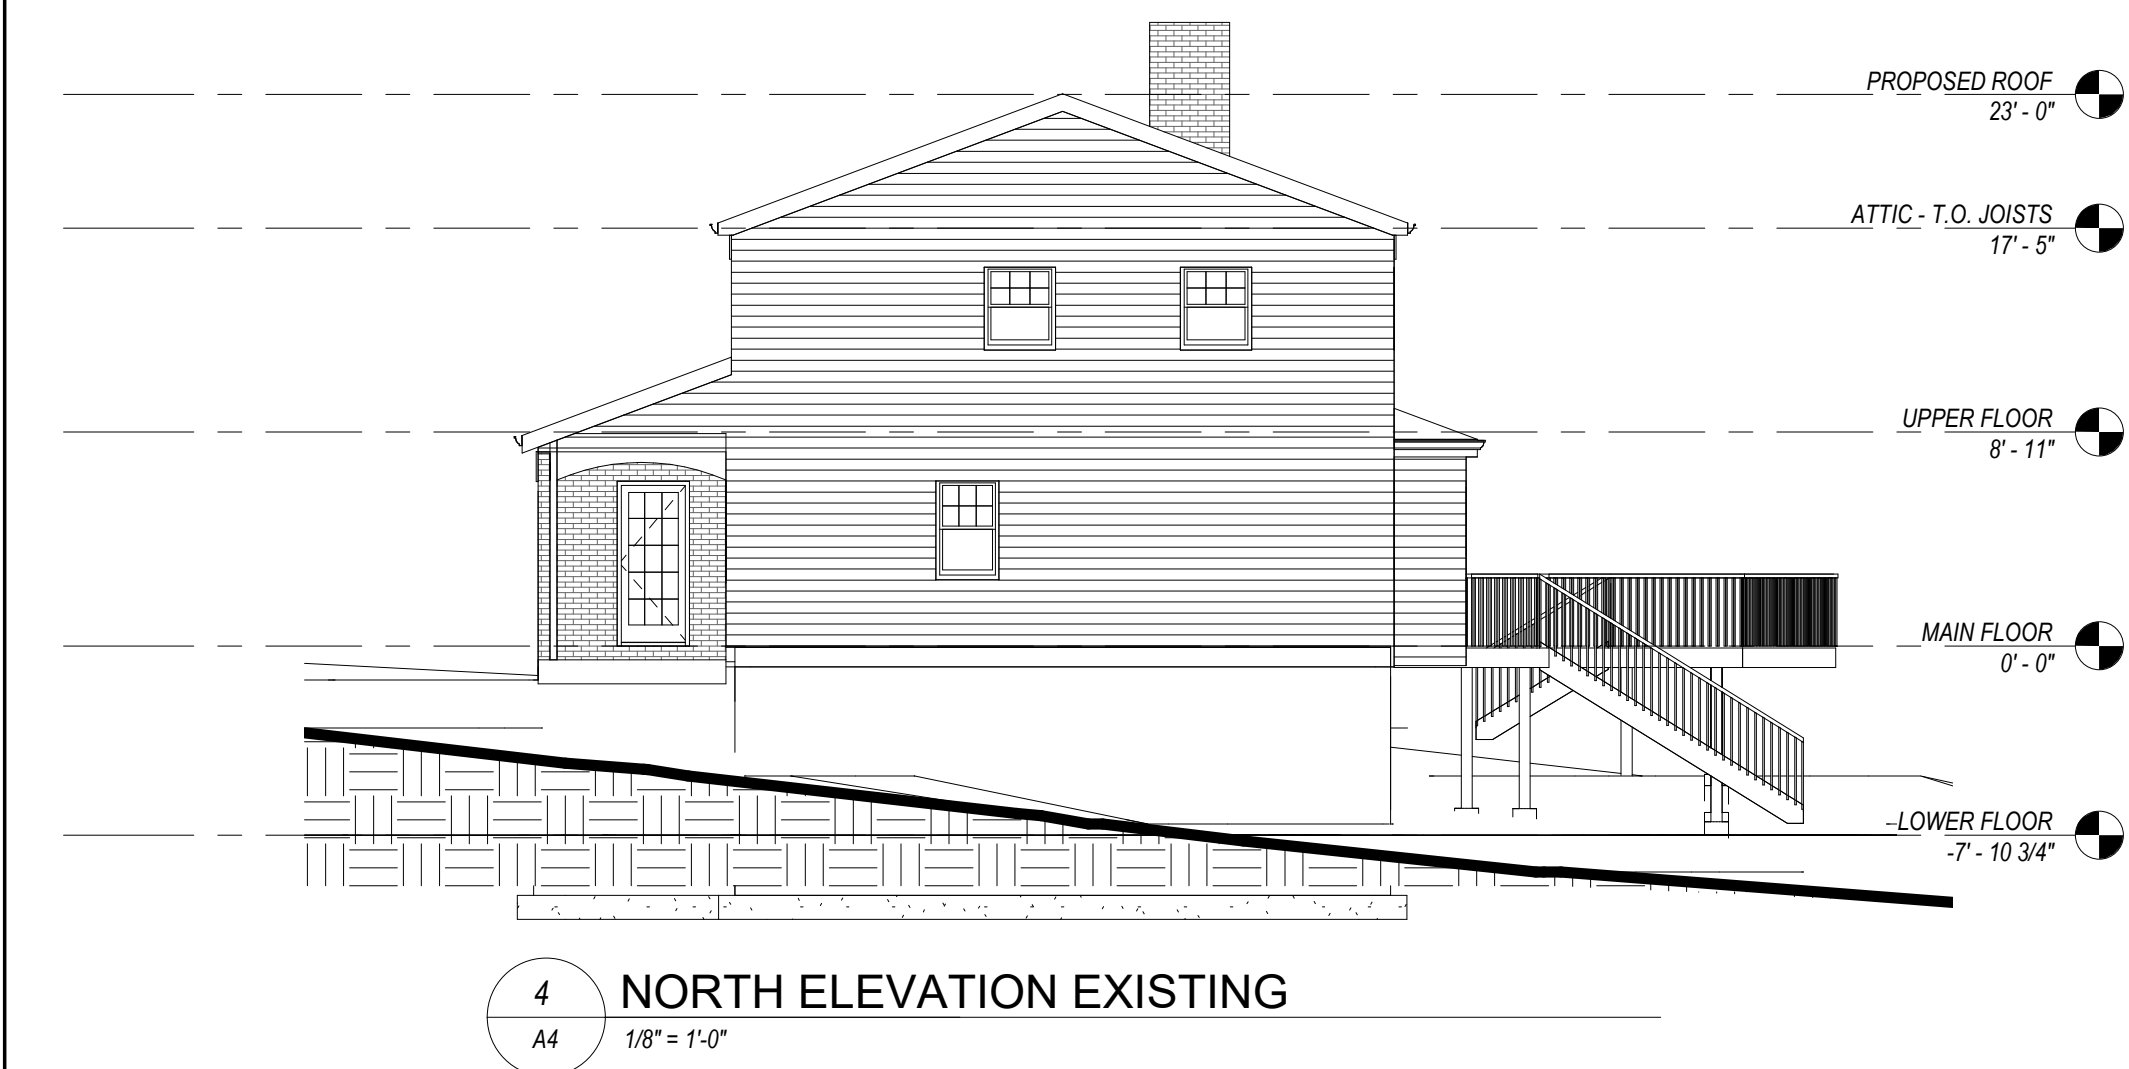 PROPOSED ROOF
23' - 0"
ATTIC - T.O. JOISTS
17' - 5"
UPPER FLOOR
8' - 11"
MAIN FLOOR
0' - 0"
LOWER FLOOR
-7' - 10 3/4"
4
NORTH ELEVATION EXISTING
A4
1/8" = 1'-0"